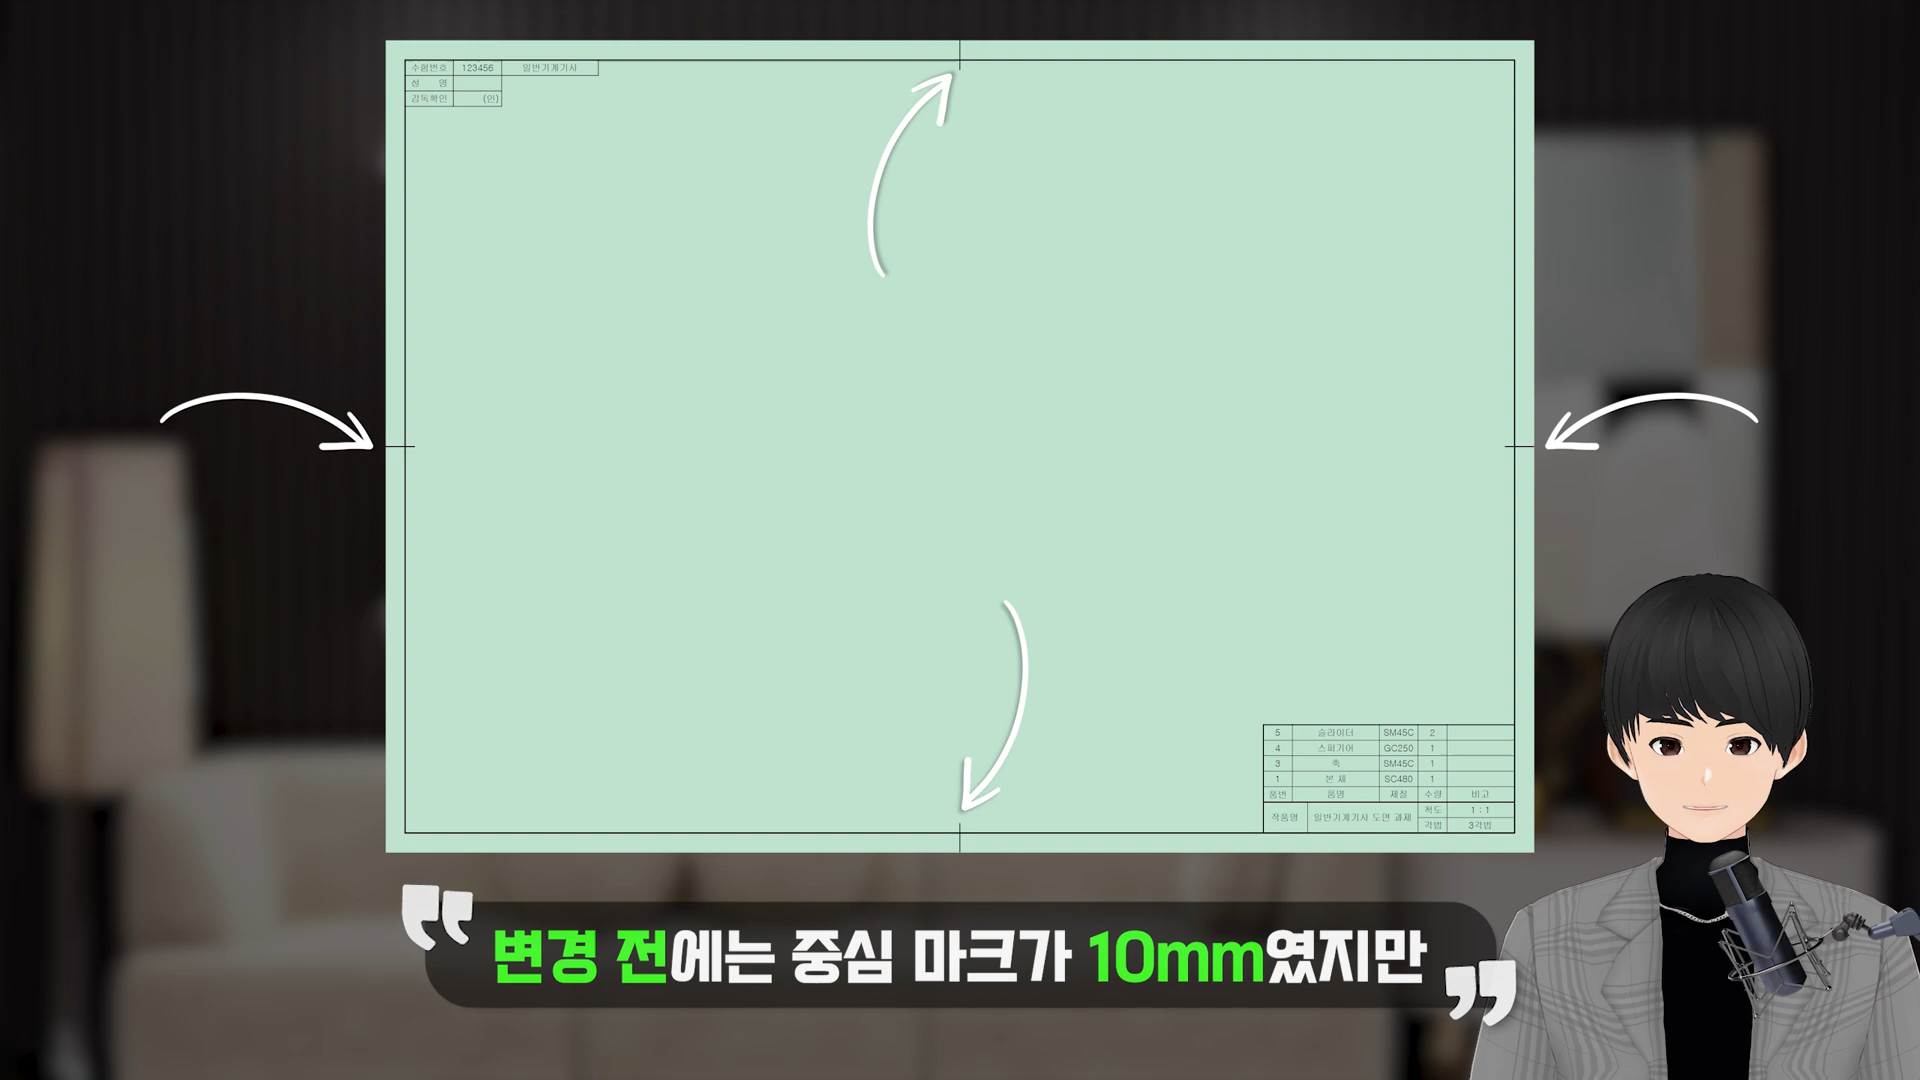 수험번호 123456 일반기계기사
성 명
감독확인 (인)
5 슬라이더 SM45C 2
4 스퍼기어 GC250 1
3 축 SM45C 1
1 본 체 SC480 1
품번 품명 재질 수량 비고
작품명 일반기계기사 도면 과제 척도 1 : 1
각법 3각법
"변경 전에는 중심 마크가 10mm였지만"